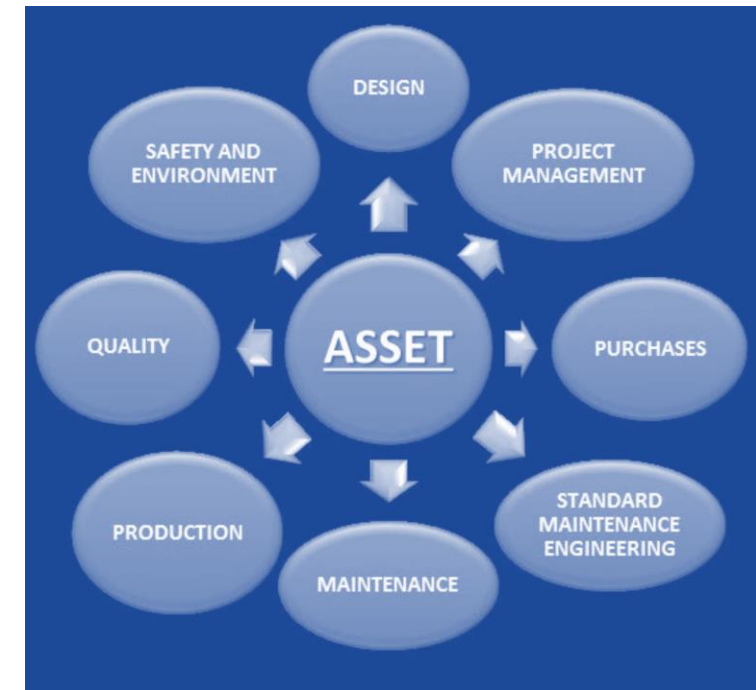 DESIGN
PROJECT
MANAGEMENT
PURCHASES
STANDARD
MAINTENANCE
ENGINEERING
MAINTENANCE
PRODUCTION
QUALITY
SAFETY AND
ENVIRONMENT
ASSET